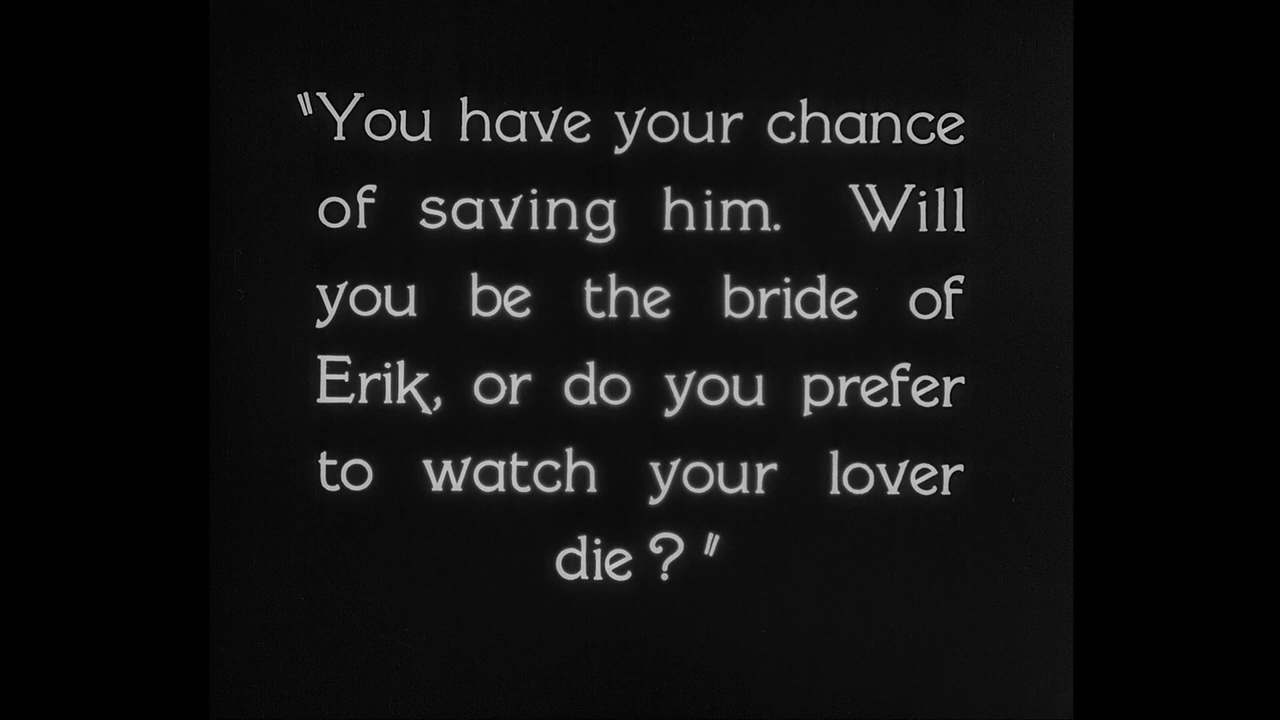 "You have your chance
of saving him. Will
you be the bride of
Erik, or do you prefer
to watch your lover
die?"